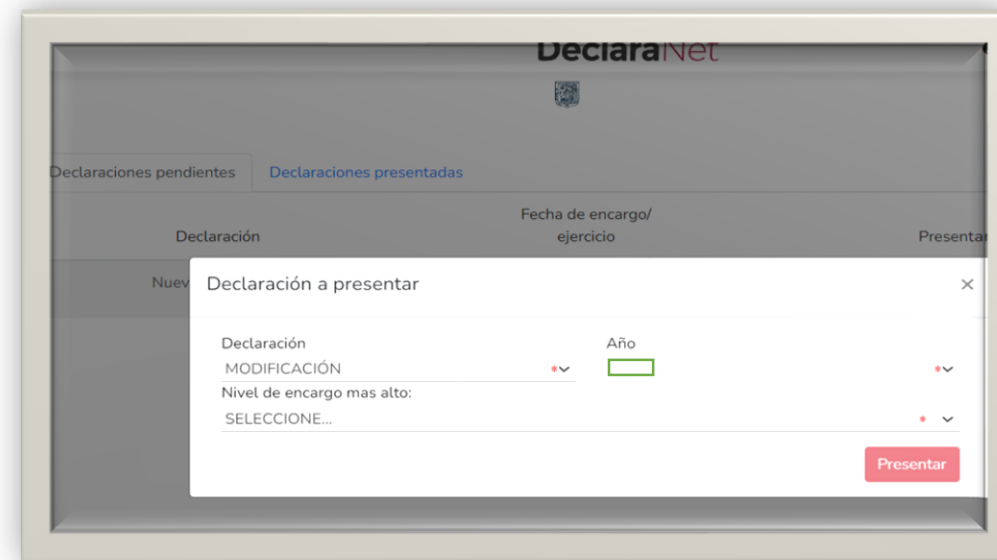 DeclaraNet
Declaraciones pendientes Declaraciones presentadas
Declaración Fecha de encargo/ ejercicio Presentar
Nuev
Declaración a presentar ×
Declaración Año
MODIFICACIÓN *
Nivel de encargo mas alto:
SELECCIONE... *
Presentar